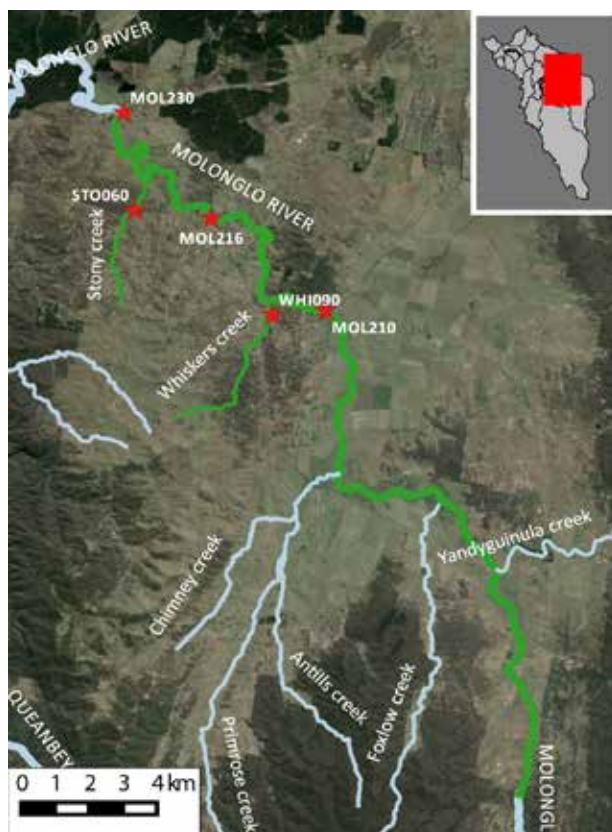 MOLONGLO RIVER
MOL230
MOLONGLO RIVER
STO060
MOL216
Stony creek
WHI090
MOL210
Whiskers creek
Yandyguinula creek
Chimney creek
Antills creek
Foxlow creek
Primrose creek
QUEANBEY
MOLONGL
0 1 2 3 4 km